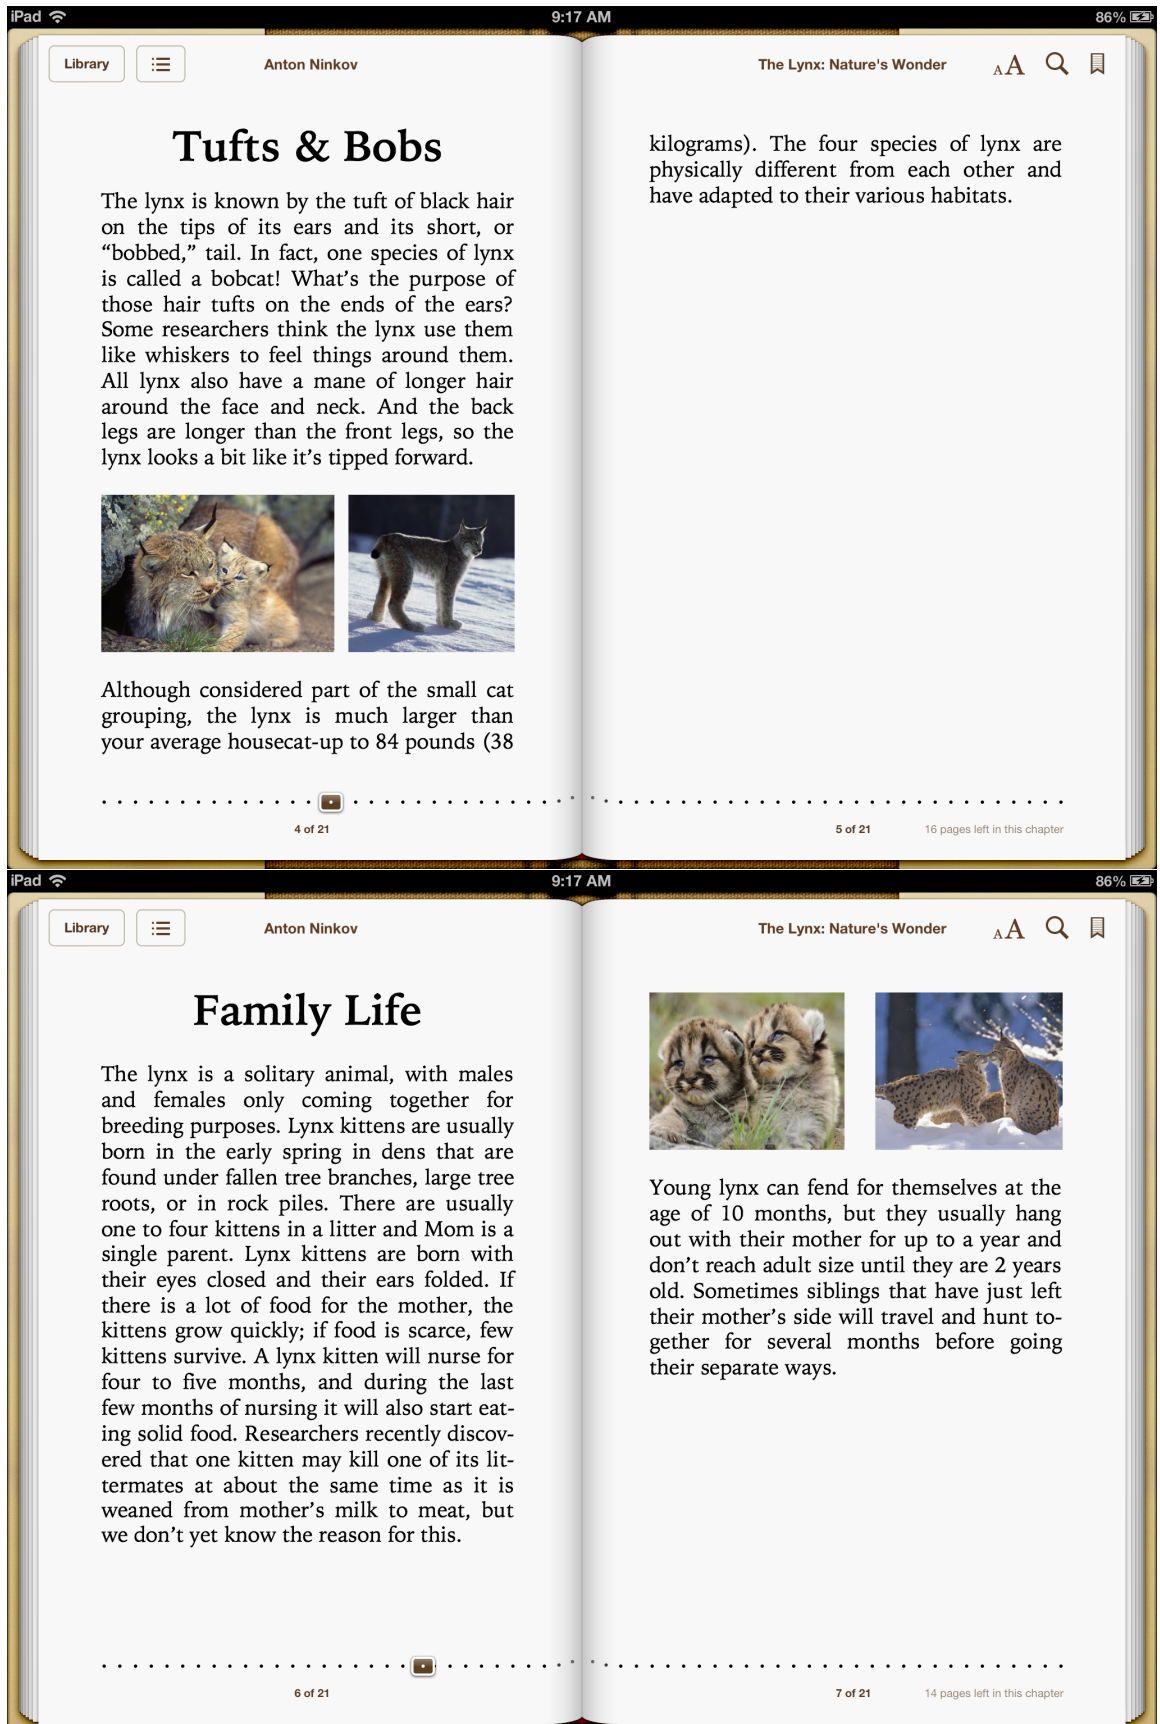 iPad
9:17 AM
86%
Library
Anton Ninkov
The Lynx: Nature's Wonder
AA
Tufts & Bobs
The lynx is known by the tuft of black hair
on the tips of its ears and its short, or
“bobbed,” tail. In fact, one species of lynx
is called a bobcat! What’s the purpose of
those hair tufts on the ends of the ears?
Some researchers think the lynx use them
like whiskers to feel things around them.
All lynx also have a mane of longer hair
around the face and neck. And the back
legs are longer than the front legs, so the
lynx looks a bit like it’s tipped forward.
Although considered part of the small cat
grouping, the lynx is much larger than
your average housecat-up to 84 pounds (38
kilograms). The four species of lynx are
physically different from each other and
have adapted to their various habitats.
4 of 21
5 of 21
16 pages left in this chapter
iPad
9:17 AM
86%
Library
Anton Ninkov
The Lynx: Nature's Wonder
AA
Family Life
The lynx is a solitary animal, with males
and females only coming together for
breeding purposes. Lynx kittens are usually
born in the early spring in dens that are
found under fallen tree branches, large tree
roots, or in rock piles. There are usually
one to four kittens in a litter and Mom is a
single parent. Lynx kittens are born with
their eyes closed and their ears folded. If
there is a lot of food for the mother, the
kittens grow quickly; if food is scarce, few
kittens survive. A lynx kitten will nurse for
four to five months, and during the last
few months of nursing it will also start eat-
ing solid food. Researchers recently discov-
ered that one kitten may kill one of its lit-
termates at about the same time as it is
weaned from mother’s milk to meat, but
we don’t yet know the reason for this.
Young lynx can fend for themselves at the
age of 10 months, but they usually hang
out with their mother for up to a year and
don’t reach adult size until they are 2 years
old. Sometimes siblings that have just left
their mother’s side will travel and hunt to-
gether for several months before going
their separate ways.
6 of 21
7 of 21
14 pages left in this chapter